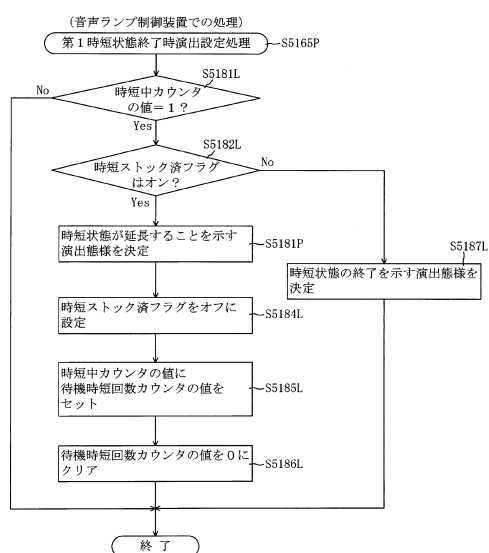 (音声ランプ制御装置での処理)
第1時短状態終了時演出設定処理
S5165P
S5181L
No
時短中カウンタ
の値=1?
Yes
S5182L
時短ストック済フラグ
はオン?
No
Yes
時短状態が延長することを示す
演出態様を決定
S5181P
S5187L
時短状態の終了を示す演出態様を
決定
時短ストック済フラグをオフに
設定
S5184L
時短中カウンタの値に
待機時短回数カウンタの値を
セット
S5185L
待機時短回数カウンタの値を0に
クリア
S5186L
終了